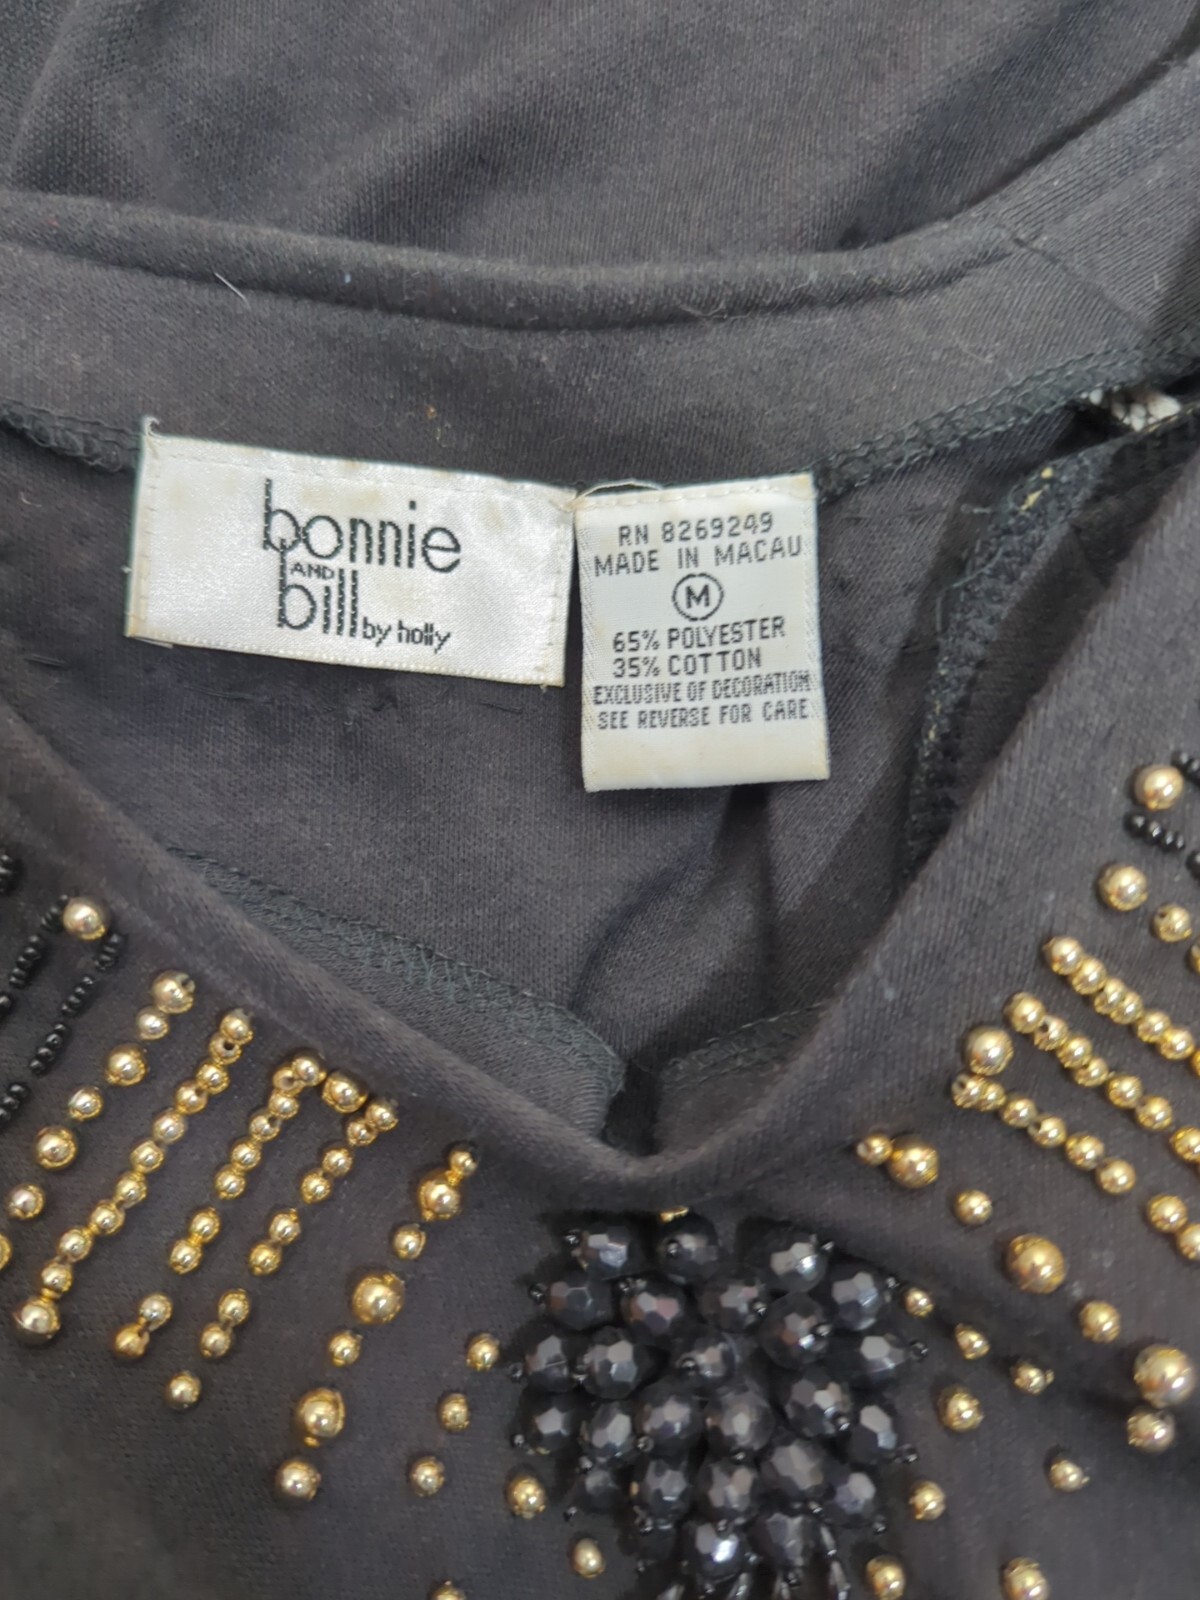 bonnie
AND
bill by holly
RN 8269249
MADE IN MACAU
M
65% POLYESTER
35% COTTON
EXCLUSIVE OF DECORATION
SEE REVERSE FOR CARE